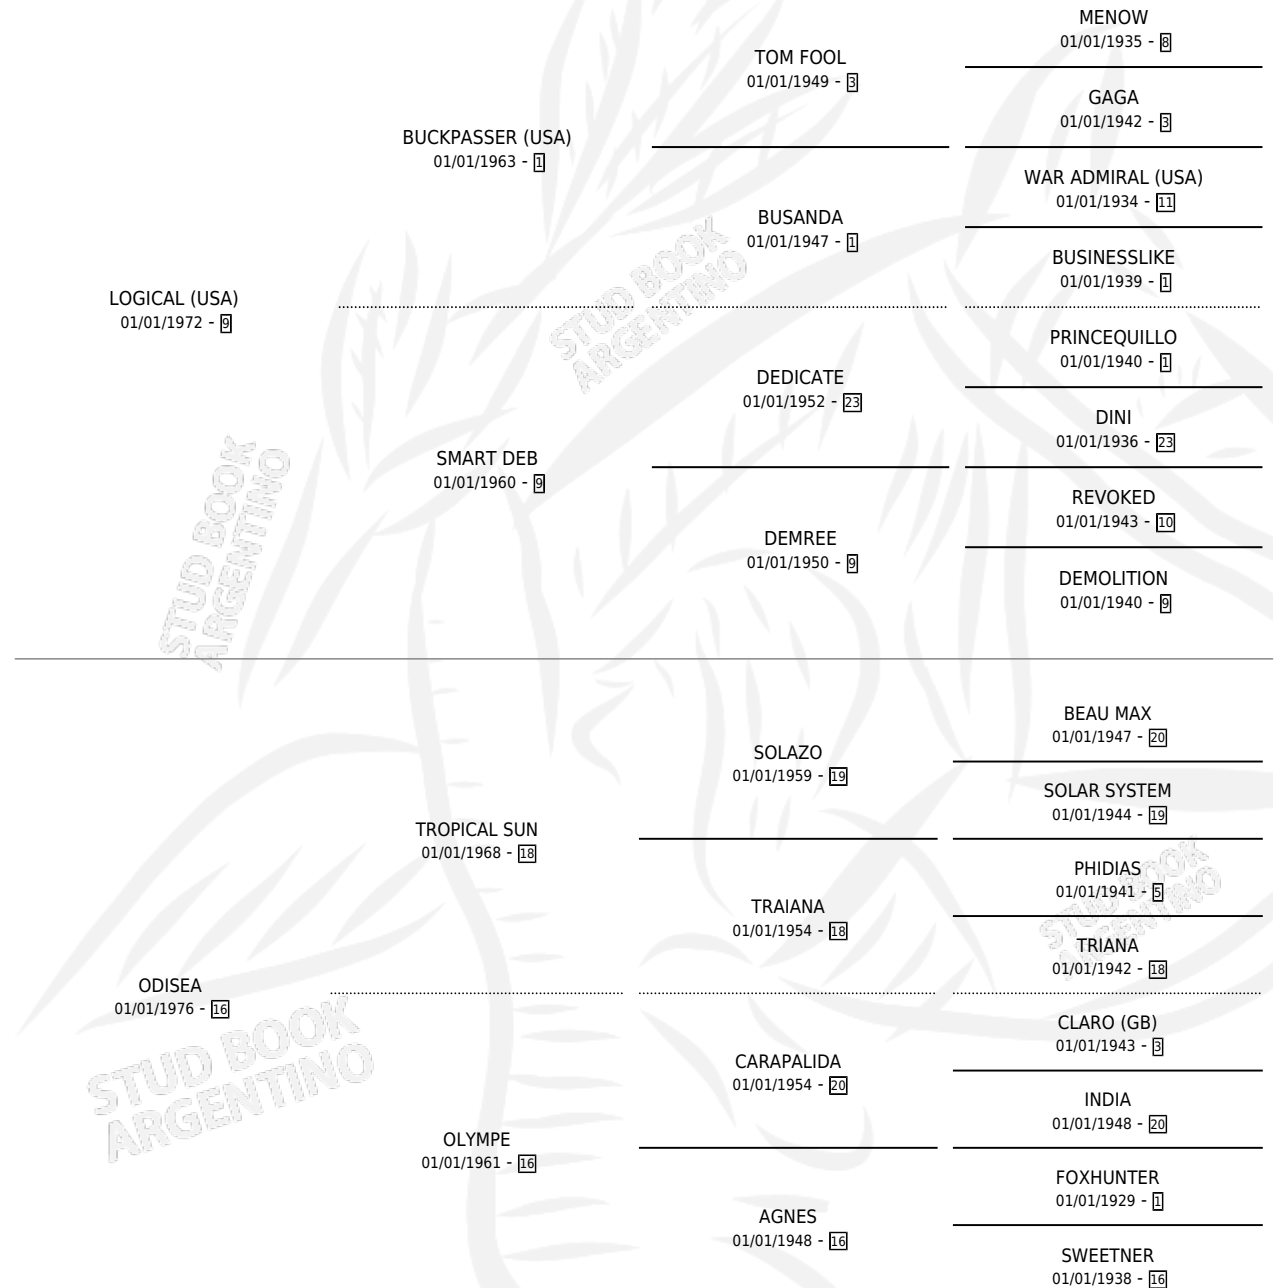 MENOW
01/01/1935 - 8
TOM FOOL
01/01/1949 - 3
GAGA
01/01/1942 - 3
BUCKPASSER (USA)
01/01/1963 - 1
WAR ADMIRAL (USA)
01/01/1934 - 11
BUSANDA
01/01/1947 - 1
BUSINESSLIKE
01/01/1939 - 1
LOGICAL (USA)
01/01/1972 - 9
PRINCEQUILLO
01/01/1940 - 1
DEDICATE
01/01/1952 - 23
DINI
01/01/1936 - 23
SMART DEB
01/01/1960 - 9
REVOKED
01/01/1943 - 10
DEMREE
01/01/1950 - 9
DEMOLITION
01/01/1940 - 9
STUD BOOK
ARGENTINO
STUD BOOK
ARGENTINO
BEAU MAX
01/01/1947 - 20
SOLAZO
01/01/1959 - 19
SOLAR SYSTEM
01/01/1944 - 19
TROPICAL SUN
01/01/1968 - 18
PHIDIAS
01/01/1941 - 5
TRAIANA
01/01/1954 - 18
TRIANA
01/01/1942 - 18
STUD BOOK
ARGENTINO
ODISEA
01/01/1976 - 16
CLARO (GB)
01/01/1943 - 3
CARAPALIDA
01/01/1954 - 20
INDIA
01/01/1948 - 20
OLYMPE
01/01/1961 - 16
FOXHUNTER
01/01/1929 - 1
AGNES
01/01/1948 - 16
SWEETNER
01/01/1938 - 16
STUD BOOK
ARGENTINO